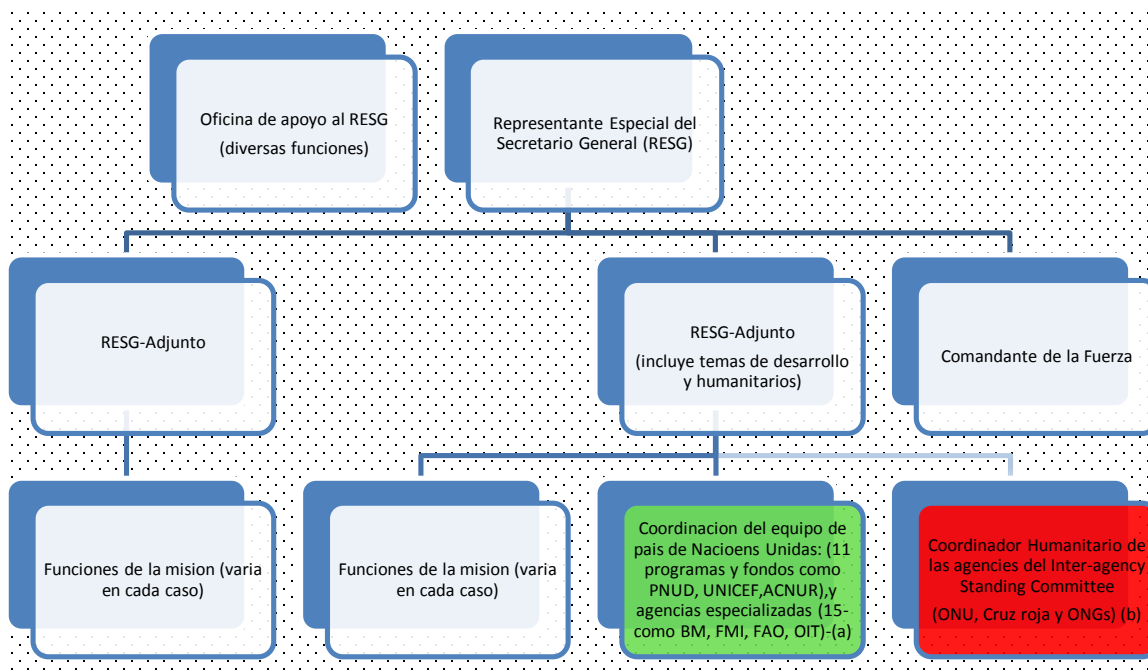 Oficina de apoyo al RESG
(diversas funciones)
Representante Especial del
Secretario General (RESG)
RESG-Adjunto
RESG-Adjunto
(incluye temas de desarrollo
y humanitarios)
Comandante de la Fuerza
Funciones de la mision (varia
en cada caso)
Funciones de la mision (varia
en cada caso)
Coordinacion del equipo de
pais de Nacioens Unidas: (11
programas y fondos como
PNUD, UNICEF,ACNUR),y
agencias especializadas (15-
como BM, FMI, FAO, OIT)-(a)
Coordinador Humanitario de
las agencies del Inter-agency
Standing Committee
(ONU, Cruz roja y ONGs) (b)